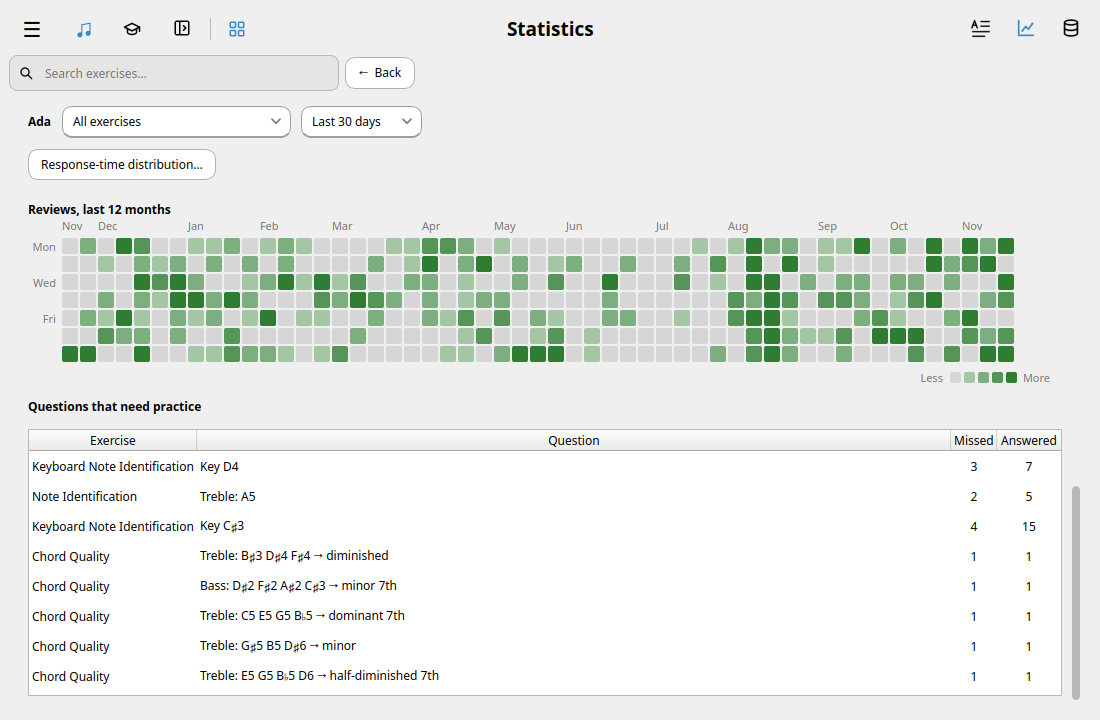 Statistics
Search exercises...
← Back
Ada All exercises Last 30 days
Response-time distribution...
Reviews, last 12 months
Nov Dec Jan Feb Mar Apr May Jun Jul Aug Sep Oct Nov
Mon
Wed
Fri
Less More
Questions that need practice
Exercise Question Missed Answered
Keyboard Note Identification Key D4 3 7
Note Identification Treble: A5 2 5
Keyboard Note Identification Key C♯3 4 15
Chord Quality Treble: B♯3 D♯4 F♯4 → diminished 1 1
Chord Quality Bass: D♯2 F♯2 A♯2 C♯3 → minor 7th 1 1
Chord Quality Treble: C5 E5 G5 B♭5 → dominant 7th 1 1
Chord Quality Treble: G♯5 B5 D♯6 → minor 1 1
Chord Quality Treble: E5 G5 B♭5 D6 → half-diminished 7th 1 1